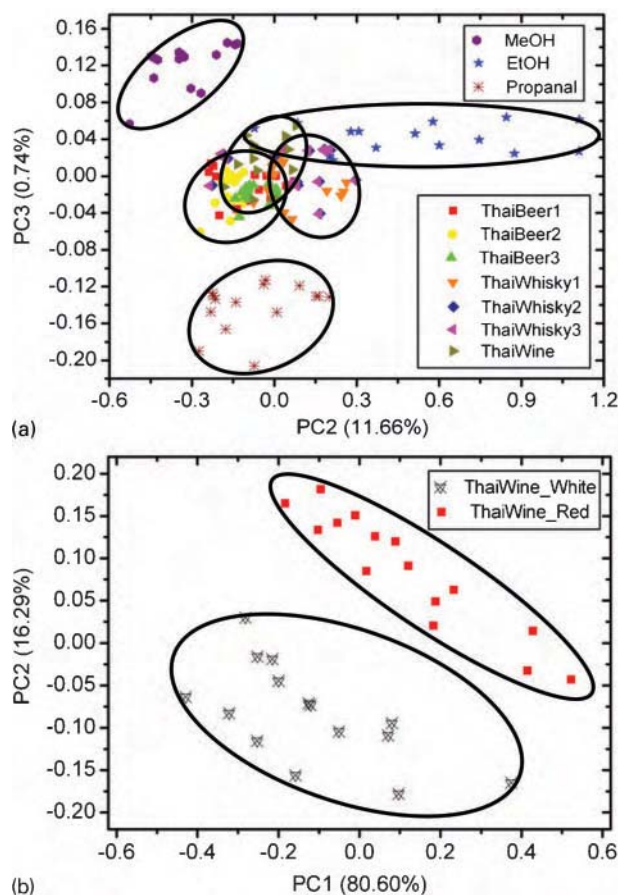 0.16
0.12
0.08
0.04
0.00
-0.04
-0.08
-0.12
-0.16
-0.20
PC3 (0.74%)
MeOH
EtOH
Propanal
ThaiBeer1
ThaiBeer2
ThaiBeer3
ThaiWhisky1
ThaiWhisky2
ThaiWhisky3
ThaiWine
-0.6 -0.3 0.0 0.3 0.6 0.9 1.2
(a) PC2 (11.66%)
0.20
0.15
0.10
0.05
0.00
-0.05
-0.10
-0.15
-0.20
PC2 (16.29%)
ThaiWine_White
ThaiWine_Red
-0.6 -0.4 -0.2 0.0 0.2 0.4 0.6
(b) PC1 (80.60%)